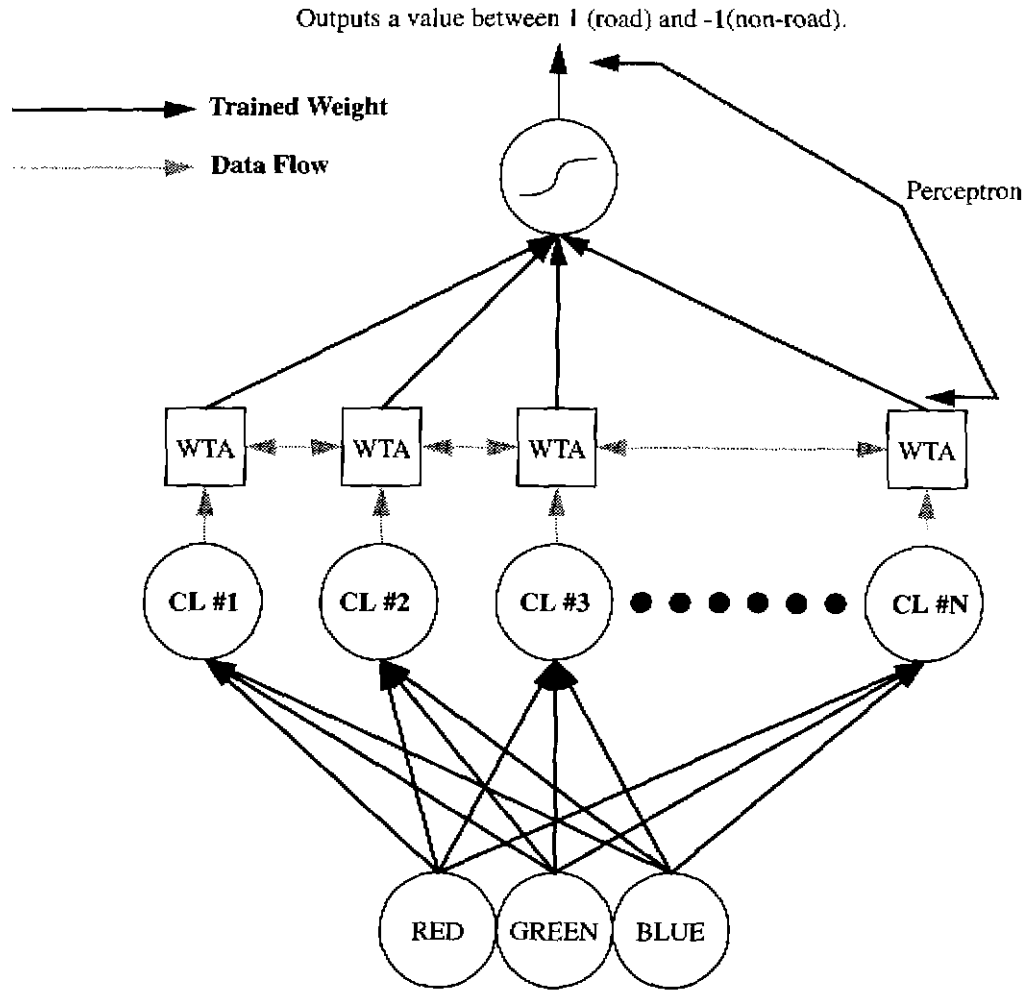 Outputs a value between 1 (road) and -1(non-road).
Trained Weight
Data Flow
Perceptron
WTA WTA WTA WTA
CL #1 CL #2 CL #3 CL #N
RED GREEN BLUE